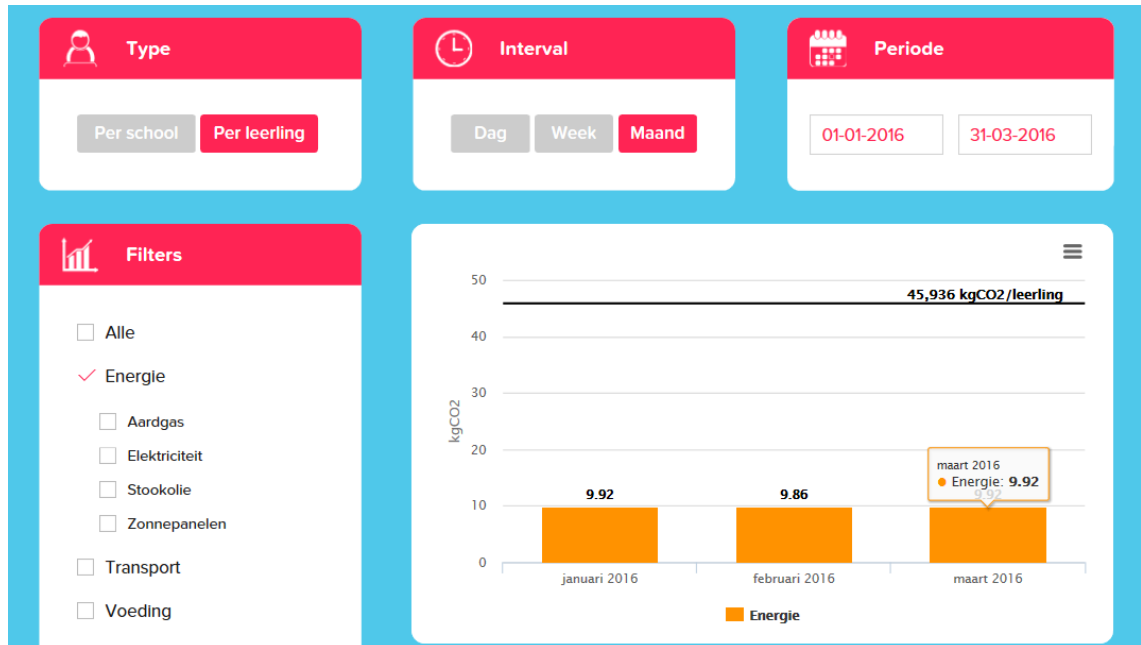 Type
Per school Per leerling
Interval
Dag Week Maand
Periode
01-01-2016 31-03-2016
Filters
Alle
Energie
Aardgas
Elektriciteit
Stookolie
Zonnepanelen
Transport
Voeding
50
45,936 kgCO2/leerling
40
30
kgCO2
20
maart 2016
Energie: 9.92
9.92
9.86
9.92
10
0
januari 2016
februari 2016
maart 2016
Energie